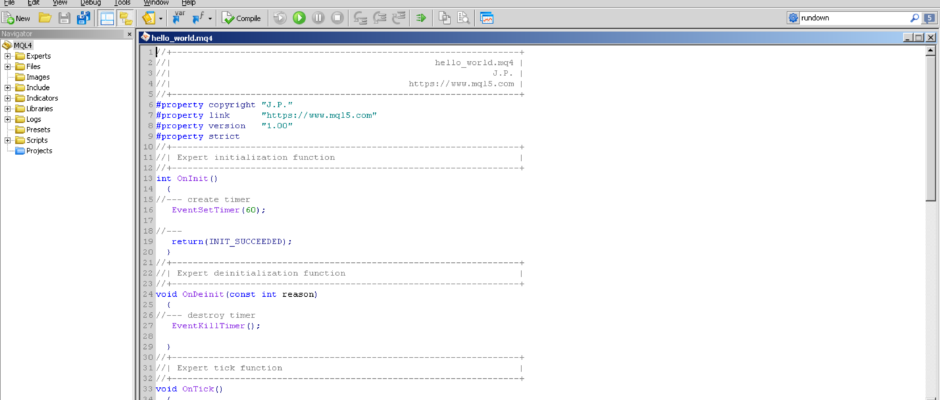 File Edit View Debug Tools Window Help
New var f Compile rundown 5
Navigator
MQL4
Experts
Files
Images
Include
Indicators
Libraries
Logs
Presets
Scripts
Projects
hello_world.mq4
1 //+------------------------------------------------------------------+
2 //| hello_world.mq4 |
3 //| J.P. |
4 //| https://www.mql5.com |
5 //+------------------------------------------------------------------+
6 #property copyright "J.P."
7 #property link "https://www.mql5.com"
8 #property version "1.00"
9 #property strict
10 //+------------------------------------------------------------------+
11 //| Expert initialization function |
12 //+------------------------------------------------------------------+
13 int OnInit()
14 {
15 //--- create timer
16 EventSetTimer(60);
17
18 //---
19 return(INIT_SUCCEEDED);
20 }
21 //+------------------------------------------------------------------+
22 //| Expert deinitialization function |
23 //+------------------------------------------------------------------+
24 void OnDeinit(const int reason)
25 {
26 //--- destroy timer
27 EventKillTimer();
28
29 }
30 //+------------------------------------------------------------------+
31 //| Expert tick function |
32 //+------------------------------------------------------------------+
33 void OnTick()